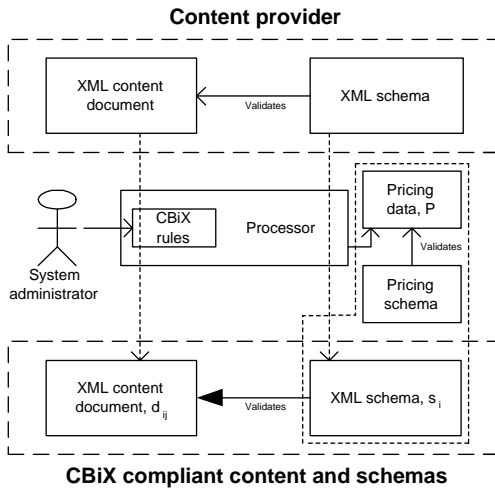 Content provider
XML content
document
Validates
XML schema
CBiX
rules
Processor
Pricing
data, P
Validates
System
administrator
Pricing
schema
XML content
document, d ij
Validates
XML schema, s i
CBiX compliant content and schemas